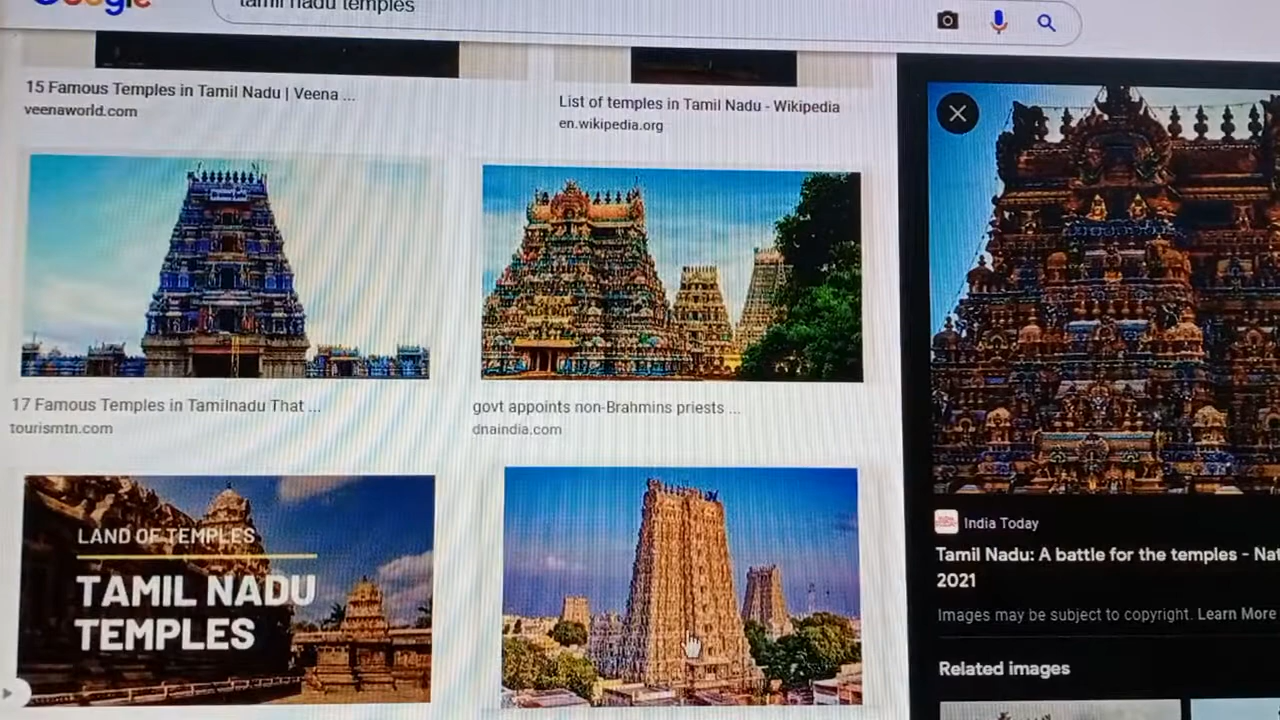 Google
tamil nadu temples
15 Famous Temples in Tamil Nadu | Veena ...
veenaworld.com
List of temples in Tamil Nadu - Wikipedia
en.wikipedia.org
17 Famous Temples in Tamilnadu That ...
tourismtn.com
govt appoints non-Brahmins priests ...
dnaindia.com
LAND OF TEMPLES
TAMIL NADU
TEMPLES
India Today
Tamil Nadu: A battle for the temples - Nat
2021
Images may be subject to copyright. Learn More
Related images